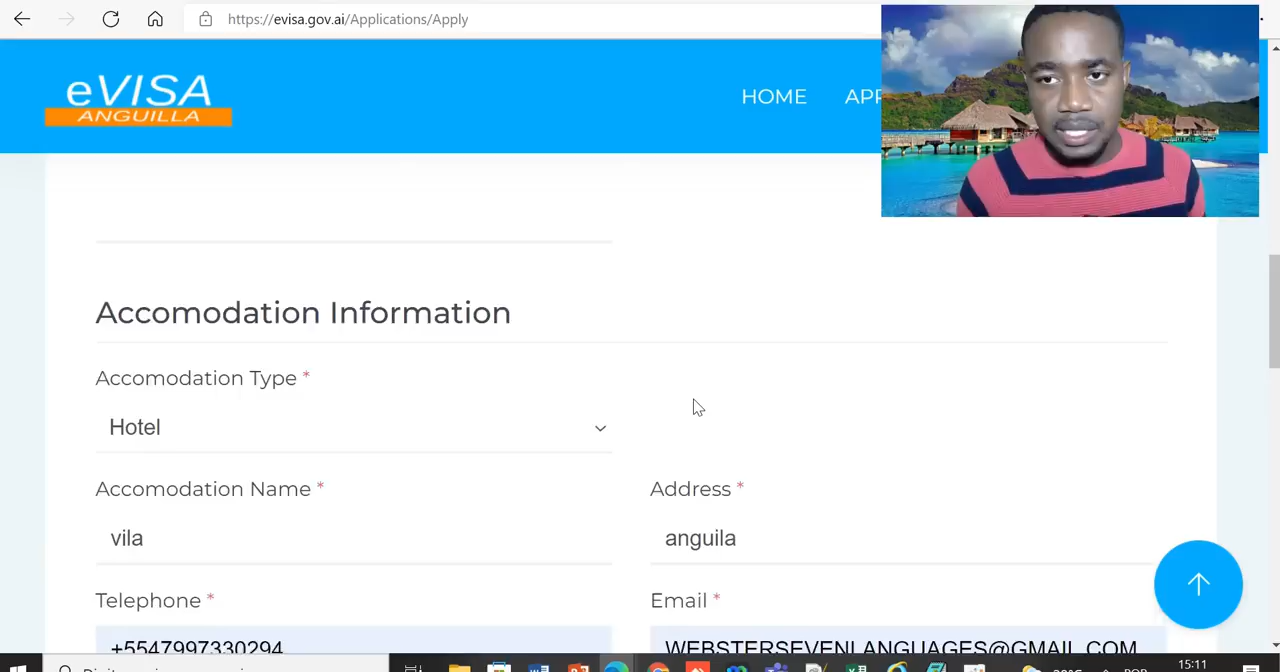 https://evisa.gov.ai/Applications/Apply
eVISA
ANGUILLA
HOME
Accomodation Information
Accomodation Type *
Hotel
Accomodation Name *
Address *
vila
anguila
Telephone *
Email *
+5547997330294
WEBSTERSEVENLANGUAGES@GMAIL.COM
15:11